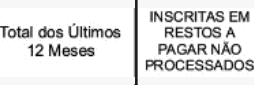 Total dos Últimos
12 Meses
INSCRITAS EM
RESTOS A
PAGAR NÃO
PROCESSADOS